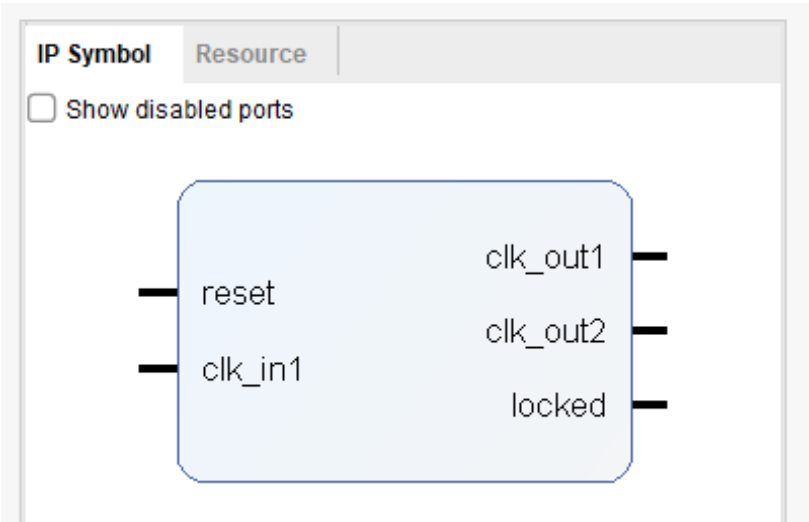 IP Symbol Resource
Show disabled ports
reset
clk_in1
clk_out1
clk_out2
locked